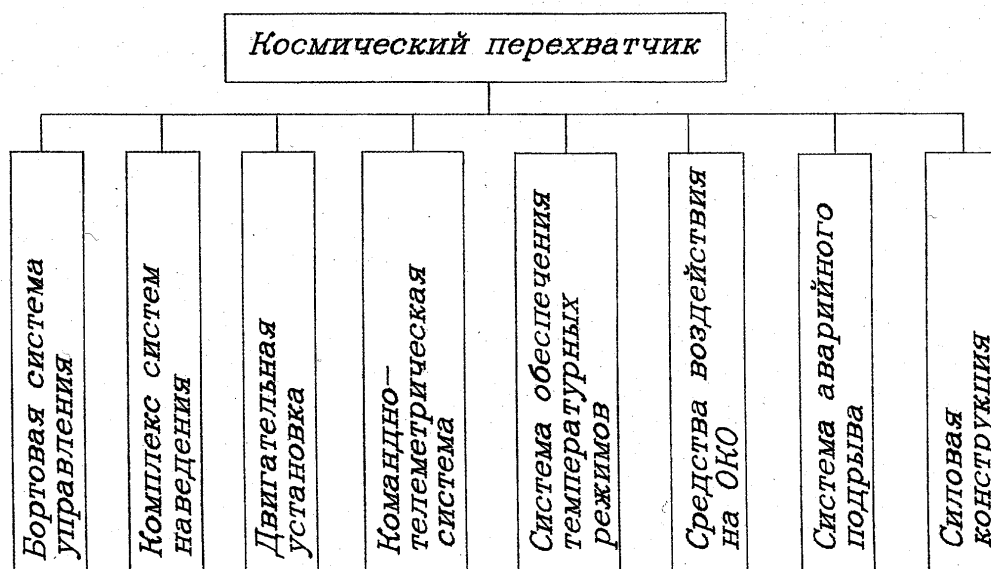 Космический перехватчик
Бортовая система
управления
Комплекс систем
наведения
Двигательная
установка
Командно—
телеметрическая
система
Система обеспечения
температурных
режимов
Средства воздействия
на ОКО
Система аварийного
подрыва
Силовая
конструкция